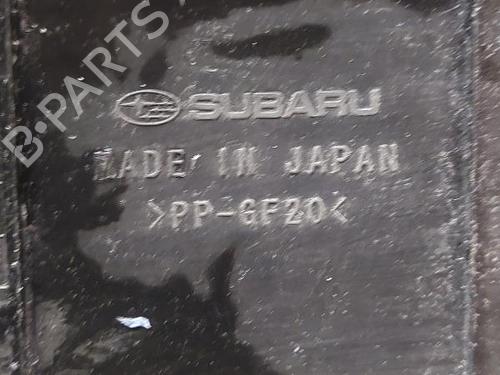 B-PARTS
SUBARU
MADE IN JAPAN
>PP-GF20<